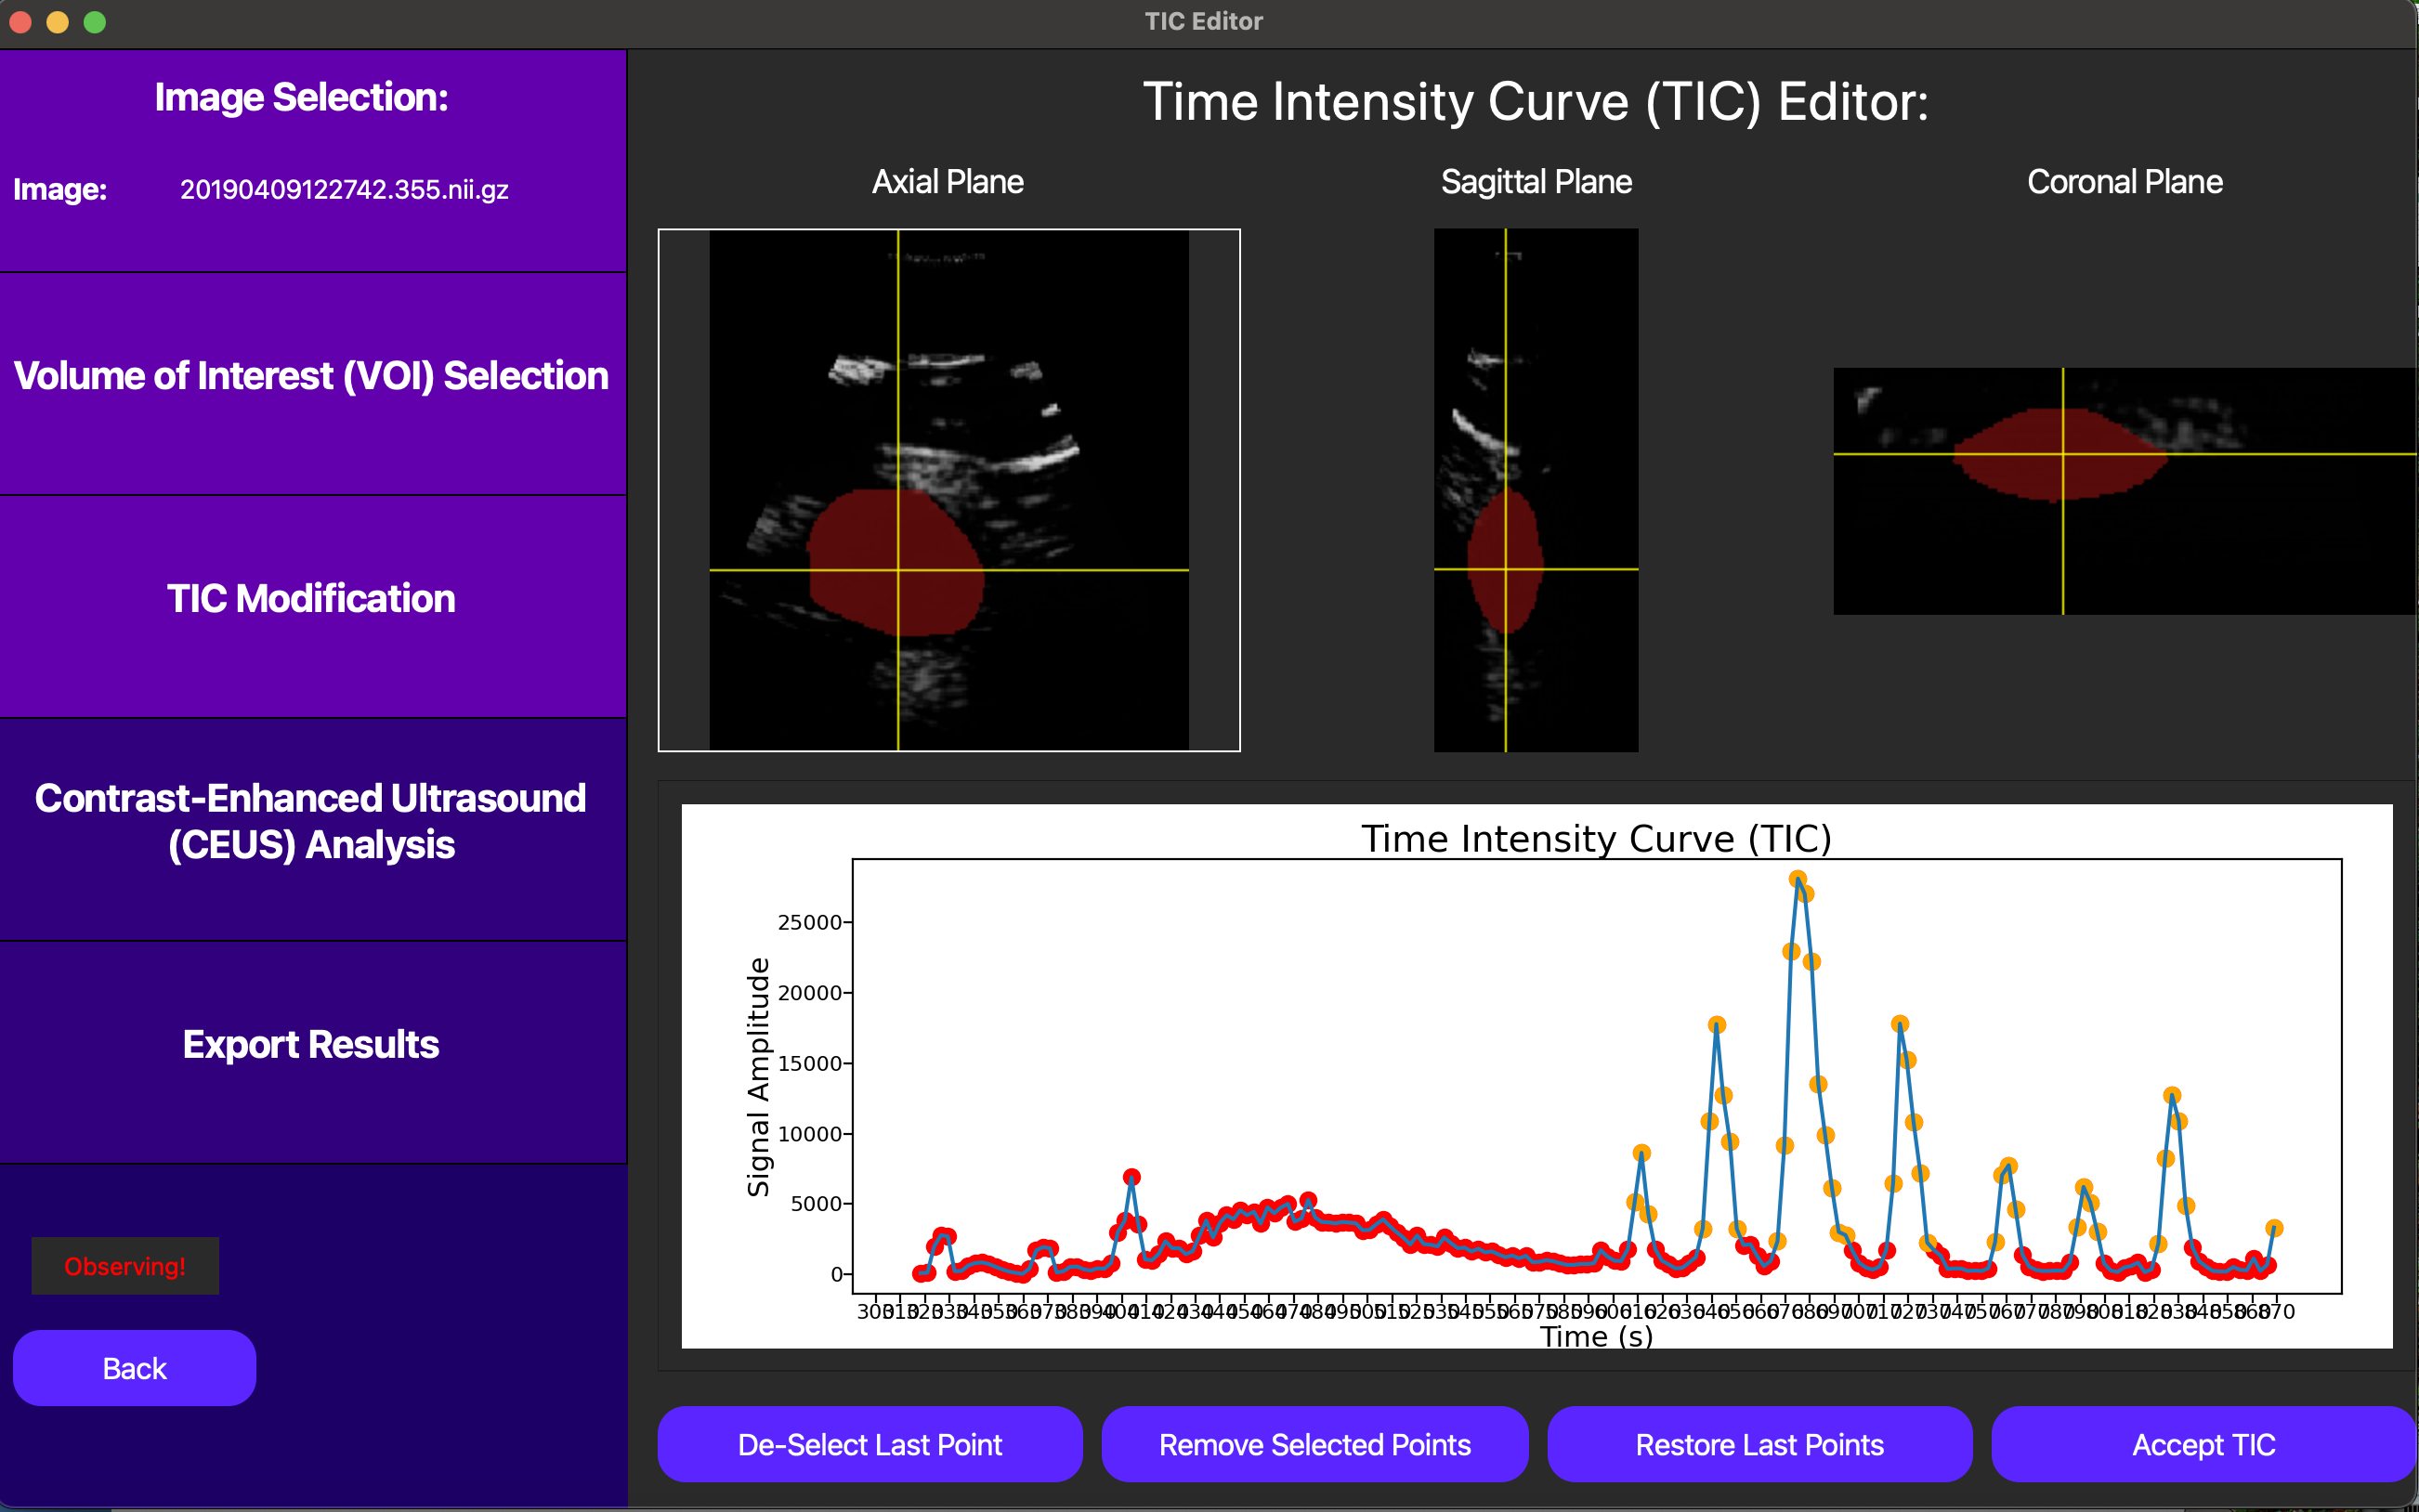 TIC Editor
Image Selection:
Image: 20190409122742.355.nii.gz
Volume of Interest (VOI) Selection
TIC Modification
Contrast-Enhanced Ultrasound
(CEUS) Analysis
Export Results
Observing!
Back
Time Intensity Curve (TIC) Editor:
Axial Plane
Sagittal Plane
Coronal Plane
Time Intensity Curve (TIC)
Signal Amplitude
25000
20000
15000
10000
5000
0
Time (s)
De-Select Last Point
Remove Selected Points
Restore Last Points
Accept TIC